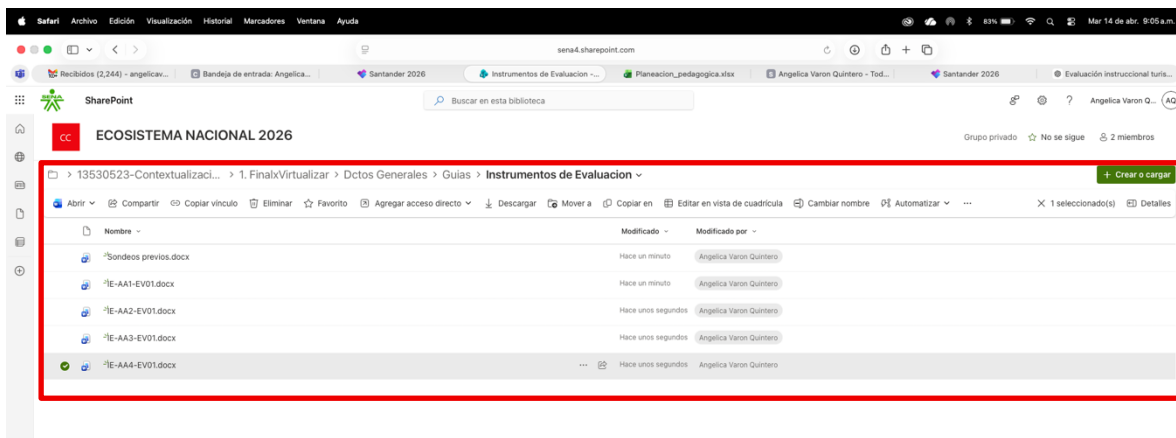 Safari Archivo Edición Visualización Historial Marcadores Ventana Ayuda 83% Mar 14 de abr. 9:05 a.m.
sena4.sharepoint.com
Recibidos (2,244) - angelicav... Bandeja de entrada: Angelica... Santander 2026 Instrumentos de Evaluacion -... Planeacion_pedagogica.xlsx Angelica Varon Quintero - Tod... Santander 2026 Evaluación instruccional turis...
SENA SharePoint Buscar en esta biblioteca Angelica Varon Q... AQ
CC ECOSISTEMA NACIONAL 2026 Grupo privado No se sigue 2 miembros
> 13530523-Contextualizaci... > 1. FinalxVirtualizar > Dctos Generales > Guias > Instrumentos de Evaluacion + Crear o cargar
Abrir Compartir Copiar vínculo Eliminar Favorito Agregar acceso directo Descargar Mover a Copiar en Editar en vista de cuadrícula Cambiar nombre Automatizar ... 1 seleccionado(s) Detalles
Nombre Modificado Modificado por
Sondeos previos.docx Hace un minuto Angelica Varon Quintero
IE-AA1-EV01.docx Hace un minuto Angelica Varon Quintero
IE-AA2-EV01.docx Hace unos segundos Angelica Varon Quintero
IE-AA3-EV01.docx Hace unos segundos Angelica Varon Quintero
IE-AA4-EV01.docx ... Hace unos segundos Angelica Varon Quintero